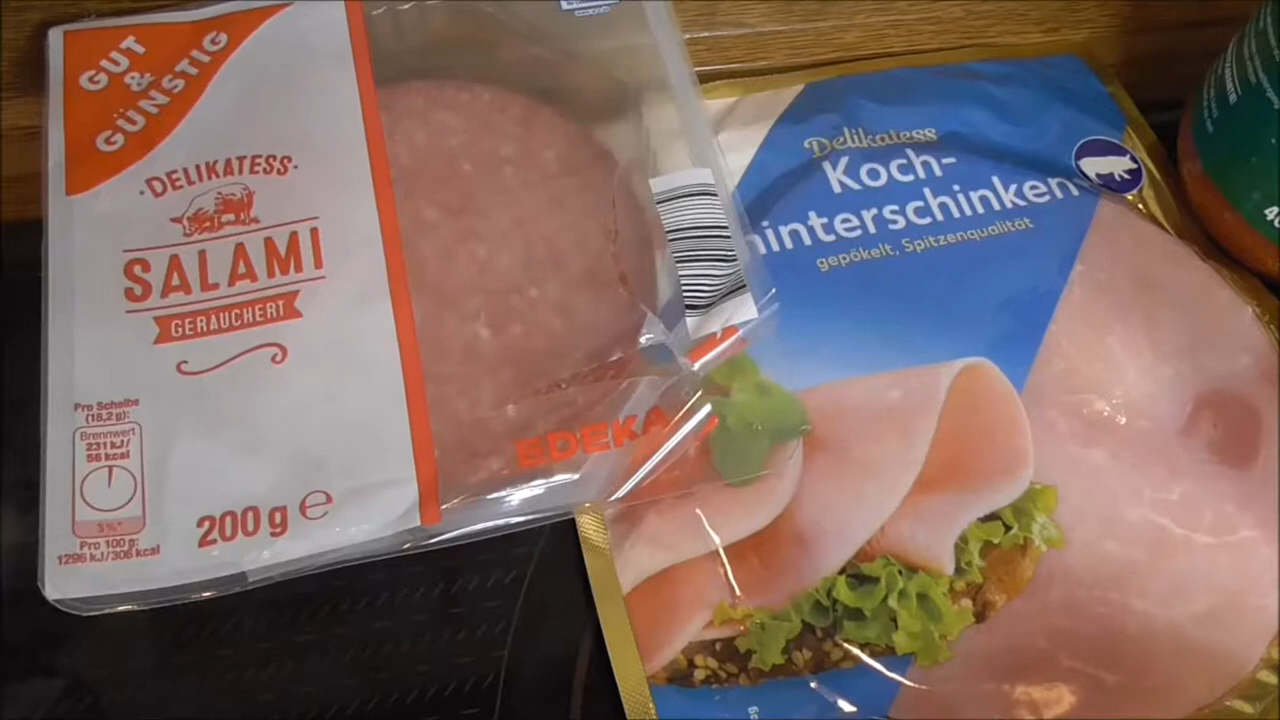 GUT
&
GÜNSTIG
·DELIKATESS·
SALAMI
GERÄUCHERT
Pro Scheibe
(18,2 g):
Brennwert
231 kJ/
56 kcal
3%*
Pro 100 g:
1296 kJ/306 kcal
200 g e
EDEKA
Delikatess
Koch-
hinterschinken
gepökelt, Spitzenqualität